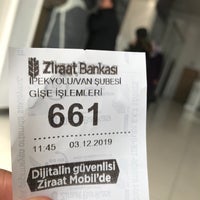 Ziraat Bankası
İPEKYOLU/VAN ŞUBESİ
GİŞE İŞLEMLERİ
661
11:45 03.12.2019
Dijitalin güvenlisi
Ziraat Mobil'de